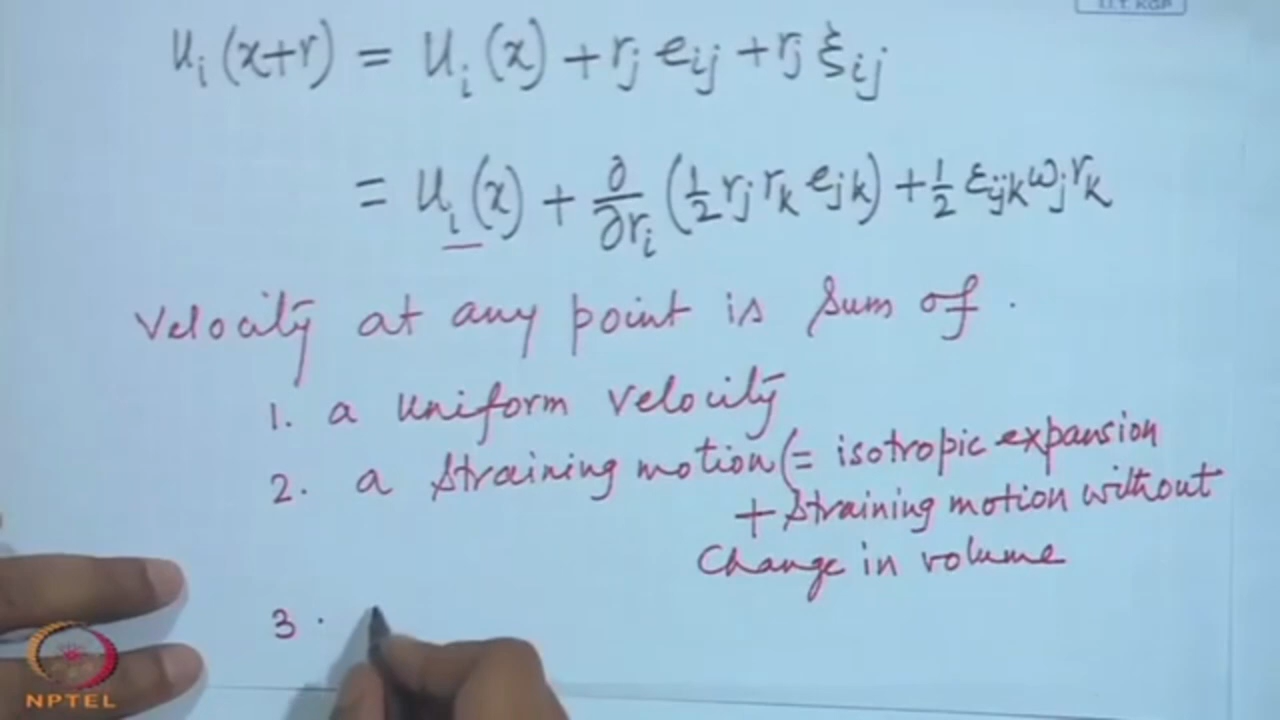 I.I.T. KGP
u_i (x+r) = u_i (x) + r_j e_ij + r_j ξ_ij
= u_i (x) + ∂/∂r_i (1/2 r_j r_k e_jk) + 1/2 ε_ijk ω_j r_k
Velocity at any point is sum of .
1. a uniform velocity
2. a straining motion (= isotropic expansion
+ straining motion without
Change in volume
3.
NPTEL